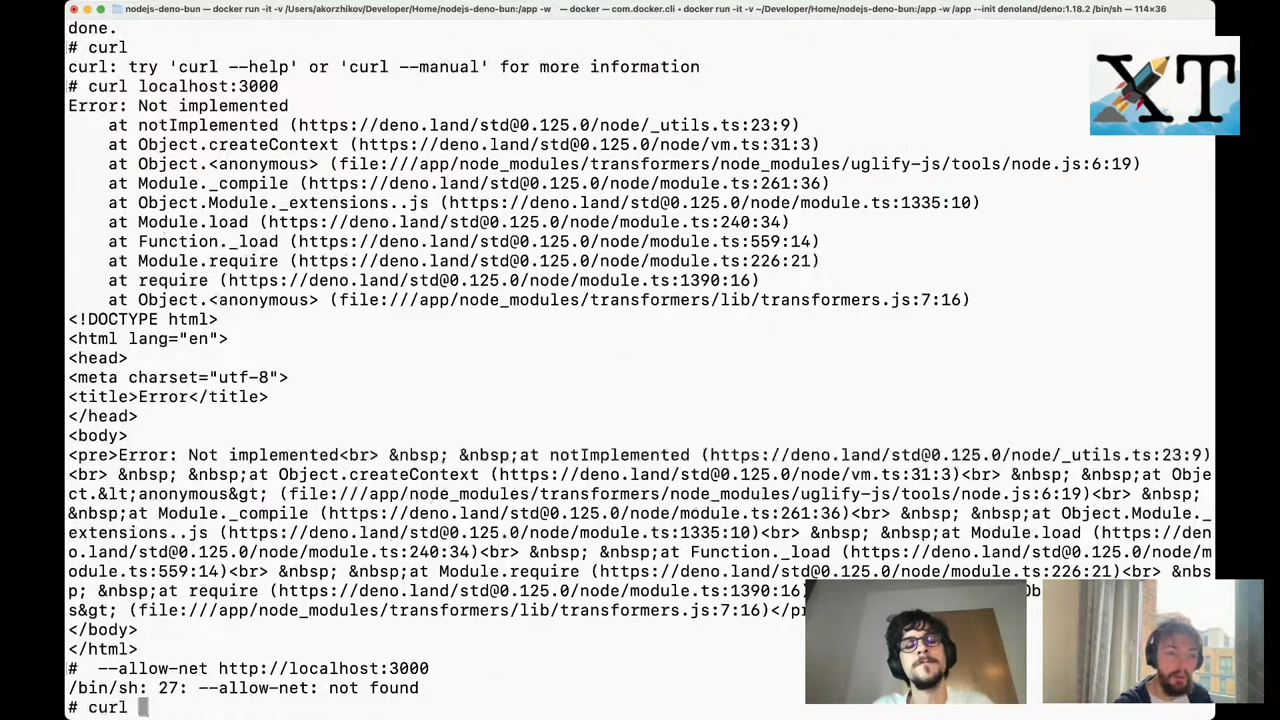 nodejs-deno-bun — docker run -it -v /Users/akorzhikov/Developer/Home/nodejs-deno-bun:/app -w — docker — com.docker.cli • docker run -it -v ~/Developer/Home/nodejs-deno-bun:/app -w /app --init denoland/deno:1.18.2 /bin/sh — 114×36
done.
# curl
curl: try 'curl --help' or 'curl --manual' for more information
# curl localhost:3000
Error: Not implemented
    at notImplemented (https://deno.land/std@0.125.0/node/_utils.ts:23:9)
    at Object.createContext (https://deno.land/std@0.125.0/node/vm.ts:31:3)
    at Object.<anonymous> (file:///app/node_modules/transformers/node_modules/uglify-js/tools/node.js:6:19)
    at Module._compile (https://deno.land/std@0.125.0/node/module.ts:261:36)
    at Object.Module._extensions..js (https://deno.land/std@0.125.0/node/module.ts:1335:10)
    at Module.load (https://deno.land/std@0.125.0/node/module.ts:240:34)
    at Function._load (https://deno.land/std@0.125.0/node/module.ts:559:14)
    at Module.require (https://deno.land/std@0.125.0/node/module.ts:226:21)
    at require (https://deno.land/std@0.125.0/node/module.ts:1390:16)
    at Object.<anonymous> (file:///app/node_modules/transformers/lib/transformers.js:7:16)
<!DOCTYPE html>
<html lang="en">
<head>
<meta charset="utf-8">
<title>Error</title>
</head>
<body>
<pre>Error: Not implemented<br> &nbsp; &nbsp;at notImplemented (https://deno.land/std@0.125.0/node/_utils.ts:23:9)
<br> &nbsp; &nbsp;at Object.createContext (https://deno.land/std@0.125.0/node/vm.ts:31:3)<br> &nbsp; &nbsp;at Obje
ct.&lt;anonymous&gt; (file:///app/node_modules/transformers/node_modules/uglify-js/tools/node.js:6:19)<br> &nbsp;
&nbsp;at Module._compile (https://deno.land/std@0.125.0/node/module.ts:261:36)<br> &nbsp; &nbsp;at Object.Module._
extensions..js (https://deno.land/std@0.125.0/node/module.ts:1335:10)<br> &nbsp; &nbsp;at Module.load (https://den
o.land/std@0.125.0/node/module.ts:240:34)<br> &nbsp; &nbsp;at Function._load (https://deno.land/std@0.125.0/node/m
odule.ts:559:14)<br> &nbsp; &nbsp;at Module.require (https://deno.land/std@0.125.0/node/module.ts:226:21)<br> &nbs
p; &nbsp;at require (https://deno.land/std@0.125.0/node/module.ts:1390:16)
s&gt; (file:///app/node_modules/transformers/lib/transformers.js:7:16)</pr
</body>
</html>
#  --allow-net http://localhost:3000
/bin/sh: 27: --allow-net: not found
# curl
XT